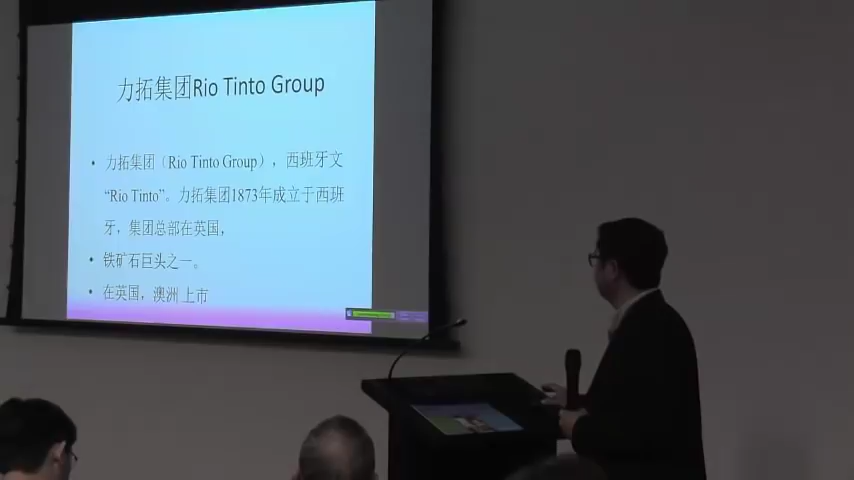 力拓集团Rio Tinto Group
• 力拓集团（Rio Tinto Group），西班牙文
“Rio Tinto”。力拓集团1873年成立于西班
牙，集团总部在英国，
• 铁矿石巨头之一。
• 在英国，澳洲 上市